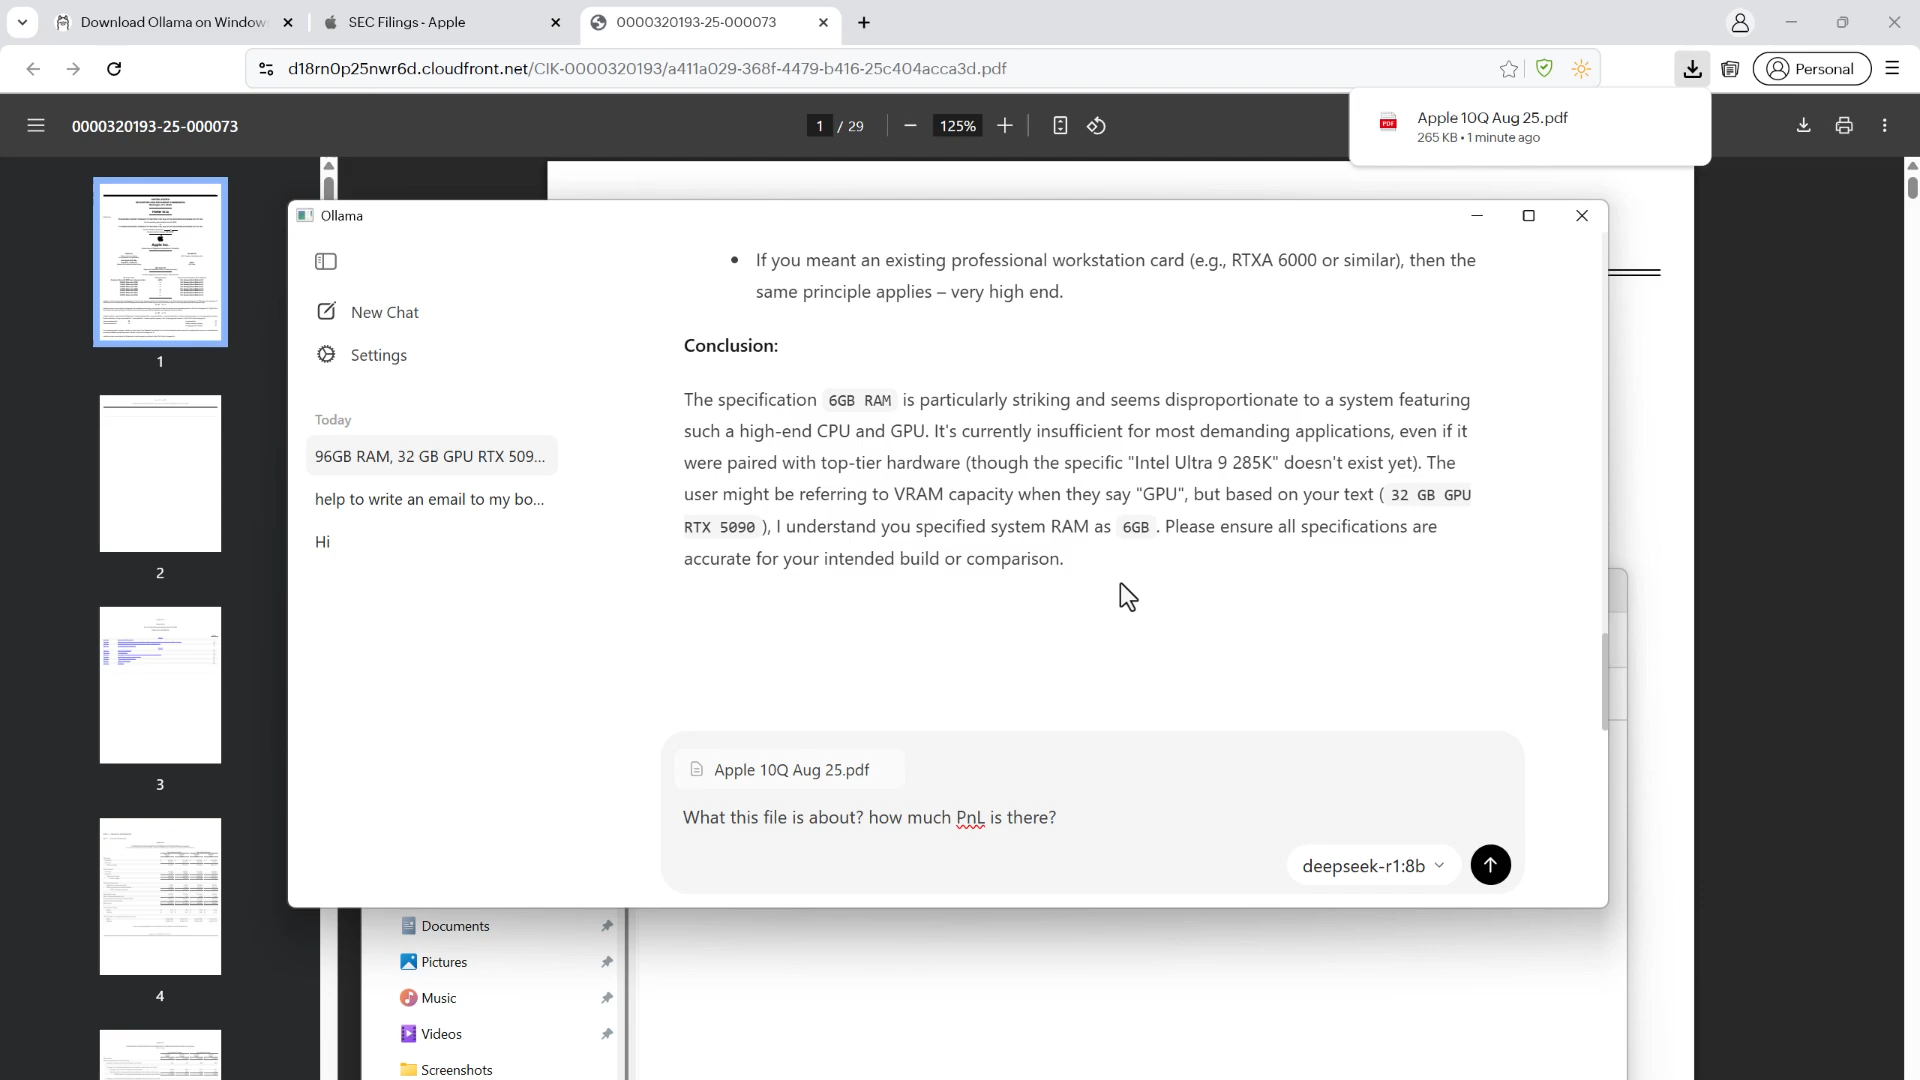 Download Ollama on Window
SEC Filings - Apple
0000320193-25-000073
d18rn0p25nwr6d.cloudfront.net/CIK-0000320193/a411a029-368f-4479-b416-25c404acca3d.pdf
Personal
0000320193-25-000073
1 / 29
125%
PDF
Apple 10Q Aug 25.pdf
265 KB • 1 minute ago
1
2
3
4
Ollama
New Chat
Settings
Today
96GB RAM, 32 GB GPU RTX 509...
help to write an email to my bo...
Hi
• If you meant an existing professional workstation card (e.g., RTXA 6000 or similar), then the
same principle applies – very high end.
Conclusion:
The specification 6GB RAM is particularly striking and seems disproportionate to a system featuring
such a high-end CPU and GPU. It's currently insufficient for most demanding applications, even if it
were paired with top-tier hardware (though the specific "Intel Ultra 9 285K" doesn't exist yet). The
user might be referring to VRAM capacity when they say "GPU", but based on your text ( 32 GB GPU
RTX 5090 ), I understand you specified system RAM as 6GB . Please ensure all specifications are
accurate for your intended build or comparison.
Apple 10Q Aug 25.pdf
What this file is about? how much PnL is there?
deepseek-r1:8b
Documents
Pictures
Music
Videos
Screenshots